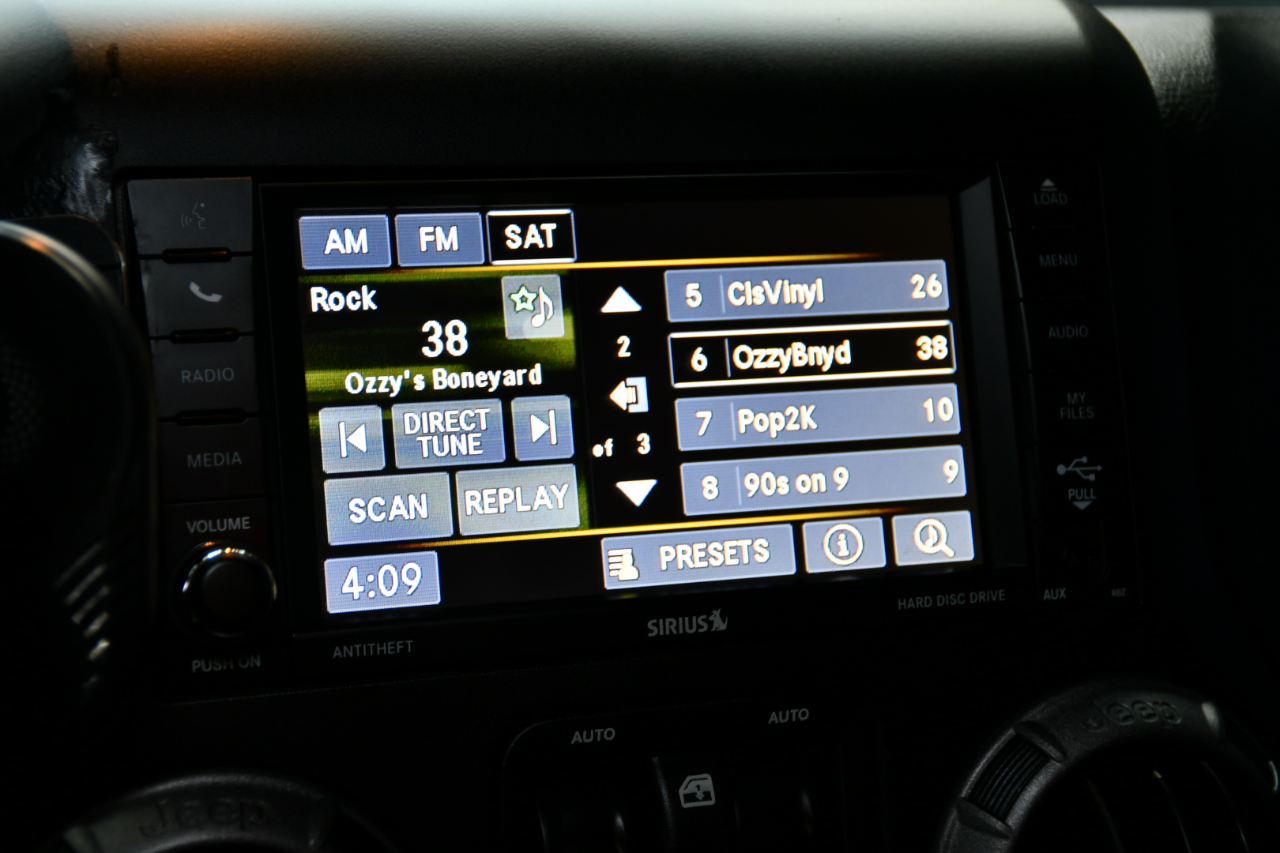 LOAD
AM FM SAT
MENU
Rock
38
Ozzy's Boneyard
2
of 3
5 ClsVinyl 26
6 OzzyBnyd 38
7 Pop2K 10
8 90s on 9 9
AUDIO
RADIO
DIRECT
TUNE
MY
FILES
MEDIA
SCAN REPLAY
PULL
VOLUME
4:09 PRESETS i
SIRIUS
HARD DISC DRIVE
AUX
ANTITHEFT
PUSH ON
AUTO AUTO
Jeep
Jeep